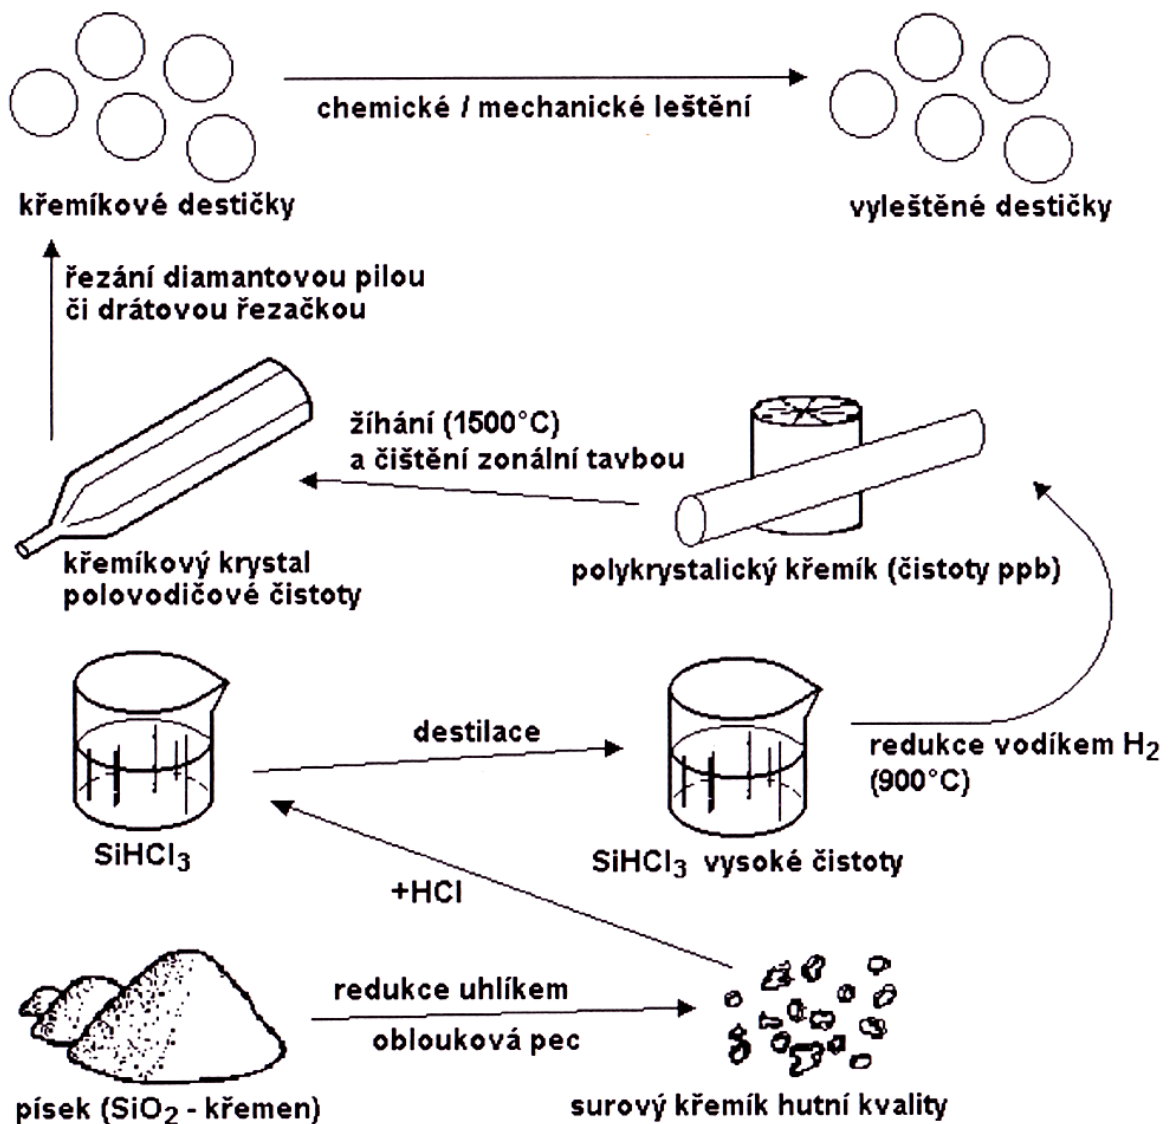 chemické / mechanické leštění
křemíkové destičky
vyleštěné destičky
řezání diamantovou pilou
či drátovou řezačkou
žíhání (1500°C)
a čištění zonální tavbou
křemíkový krystal
polovodičové čistoty
polykrystalický křemík (čistoty ppb)
destilace
redukce vodíkem H₂
(900°C)
SiHCl₃
SiHCl₃ vysoké čistoty
+HCl
redukce uhlíkem
oblouková pec
písek (SiO₂ - křemen)
surový křemík hutní kvality